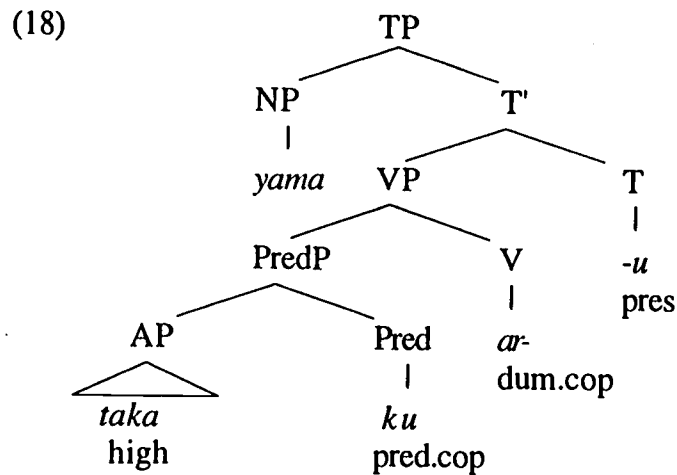 (18)
TP
NP T'
yama VP T
PredP V -u
pres
AP Pred ar-
dum.cop
taka ku
high pred.cop